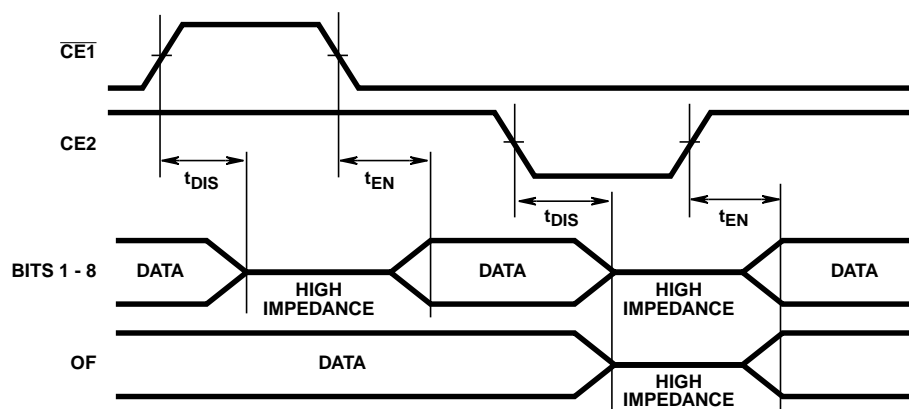 CE1
CE2
tDIS
tEN
tDIS
tEN
BITS 1 - 8
DATA
HIGH
IMPEDANCE
DATA
HIGH
IMPEDANCE
DATA
OF
DATA
HIGH
IMPEDANCE